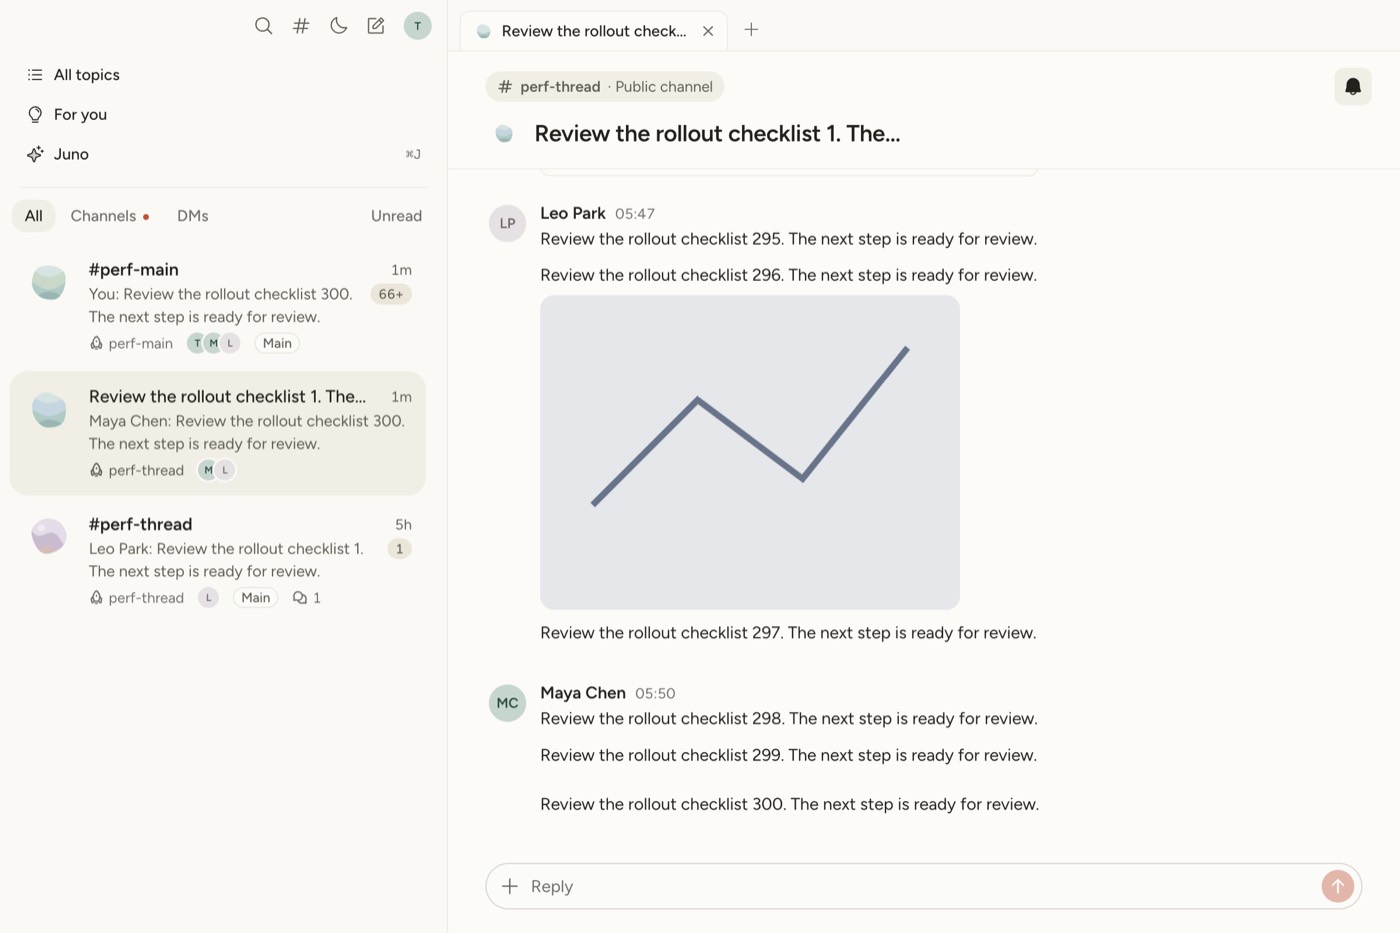 T
All topics
For you
Juno
⌘J
All
Channels
DMs
Unread
#perf-main
1m
You: Review the rollout checklist 300.
66+
The next step is ready for review.
perf-main
T
M
L
Main
Review the rollout checklist 1. The...
1m
Maya Chen: Review the rollout checklist 300.
The next step is ready for review.
perf-thread
M
L
#perf-thread
5h
Leo Park: Review the rollout checklist 1.
1
The next step is ready for review.
perf-thread
L
Main
1
Review the rollout check...
# perf-thread · Public channel
Review the rollout checklist 1. The...
LP
Leo Park 05:47
Review the rollout checklist 295. The next step is ready for review.
Review the rollout checklist 296. The next step is ready for review.
Review the rollout checklist 297. The next step is ready for review.
MC
Maya Chen 05:50
Review the rollout checklist 298. The next step is ready for review.
Review the rollout checklist 299. The next step is ready for review.
Review the rollout checklist 300. The next step is ready for review.
Reply